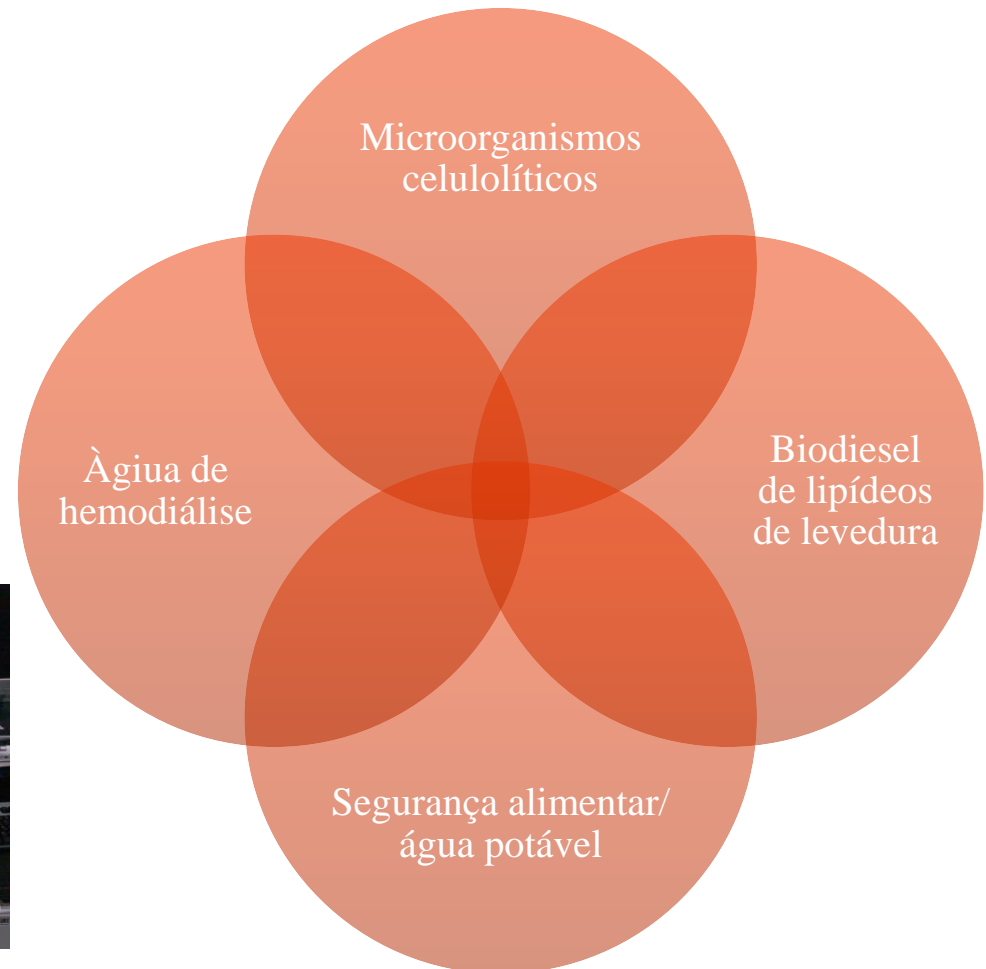 Microorganismos
celulolíticos
Àgiua de
hemodiálise
Biodiesel
de lipídeos
de levedura
Segurança alimentar/
água potável